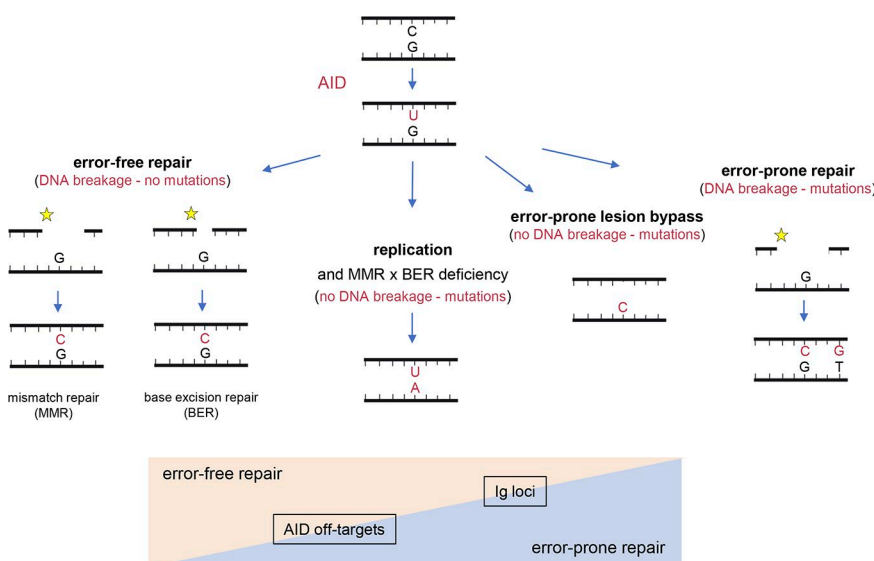 C
G
AID
U
G
error-free repair
(DNA breakage - no mutations)
error-prone repair
(DNA breakage - mutations)
error-prone lesion bypass
(no DNA breakage - mutations)
replication
and MMR x BER deficiency
(no DNA breakage - mutations)
G
G
G
C
C
C
G
G
mismatch repair
(MMR)
base excision repair
(BER)
U
A
C G
G T
error-free repair
Ig loci
AID off-targets
error-prone repair